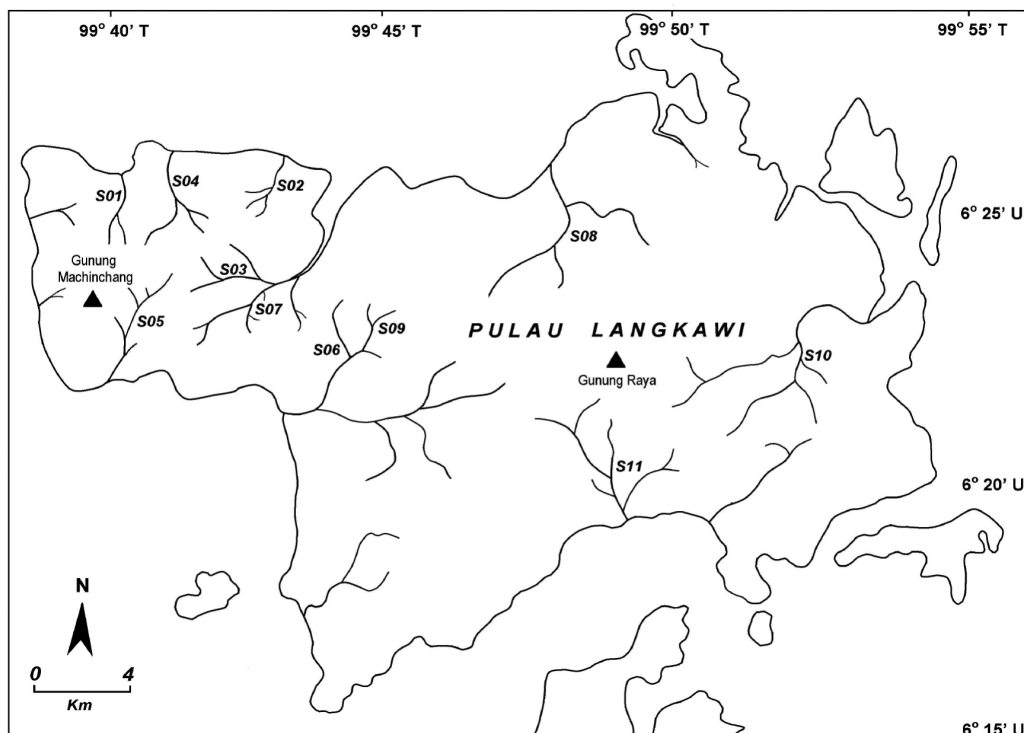 99° 40’ T
99° 45’ T
99° 50’ T
99° 55’ T
S01
S04
S02
6° 25’ U
S08
Gunung
Machinchang
S03
S07
S05
S06
S09
PULAU LANGKAWI
Gunung Raya
S10
S11
6° 20’ U
N
0 4
Km
6° 15’ U